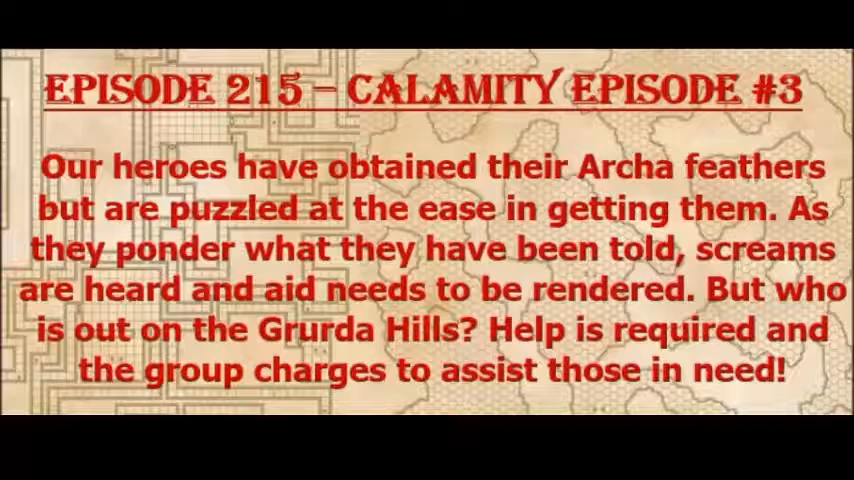 EPISODE 215 – CALAMITY EPISODE #3
Our heroes have obtained their Archa feathers
but are puzzled at the ease in getting them. As
they ponder what they have been told, screams
are heard and aid needs to be rendered. But who
is out on the Grurda Hills? Help is required and
the group charges to assist those in need!